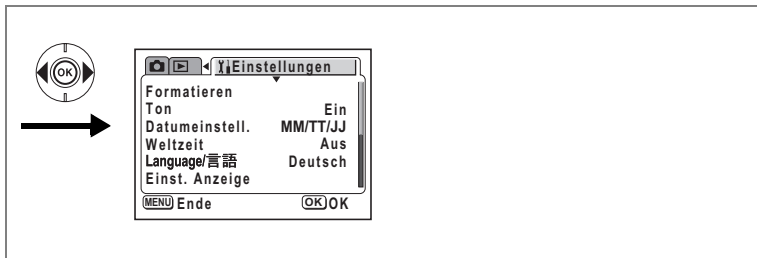 OK
Einstellungen
Formatieren
Ton Ein
Datumeinstell. MM/TT/JJ
Weltzeit Aus
Language/言語 Deutsch
Einst. Anzeige
MENU Ende OK OK